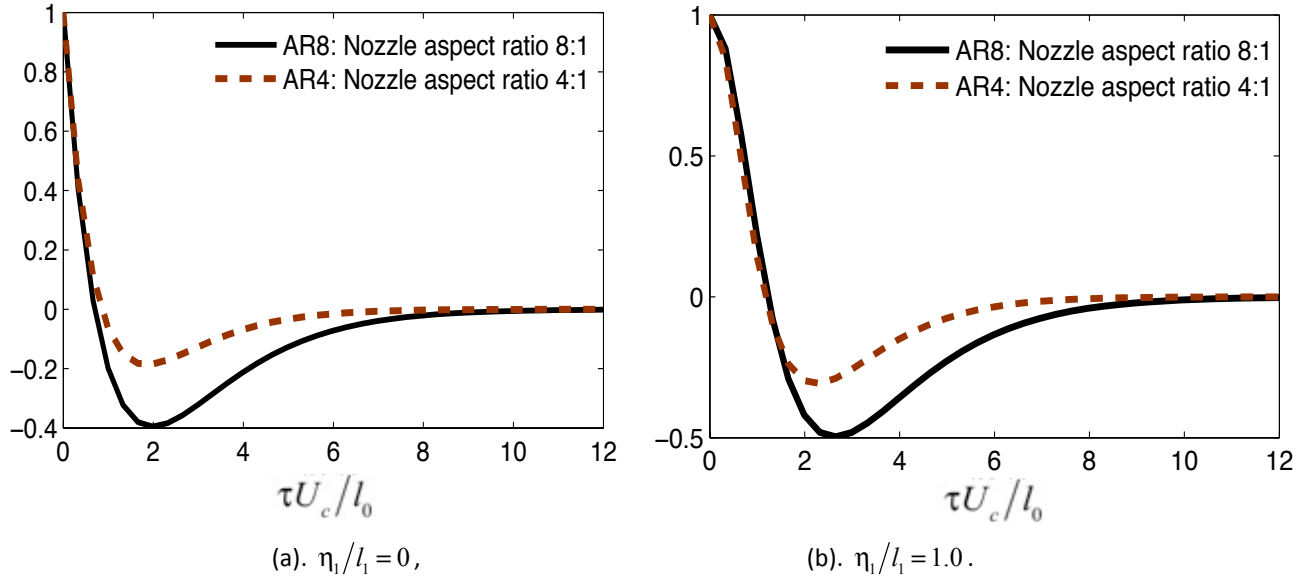 1
0.8
0.6
0.4
0.2
0
−0.2
−0.4
0 2 4 6 8 10 12
AR8: Nozzle aspect ratio 8:1
AR4: Nozzle aspect ratio 4:1
τU_c/l_0
(a). η_1/l_1 = 0 ,
1
0.5
0
−0.5
0 2 4 6 8 10 12
AR8: Nozzle aspect ratio 8:1
AR4: Nozzle aspect ratio 4:1
τU_c/l_0
(b). η_1/l_1 = 1.0 .